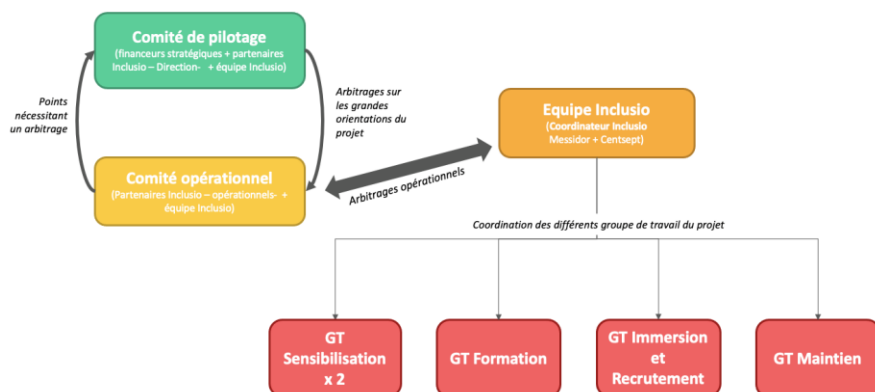 Comité de pilotage
(financeurs stratégiques + partenaires
Inclusio – Direction- + équipe Inclusio)
Points
nécessitant
un arbitrage
Arbitrages sur
les grandes
orientations du
projet
Comité opérationnel
(Partenaires Inclusio – opérationnels- +
équipe Inclusio)
Arbitrages opérationnels
Equipe Inclusio
(Coordinateur Inclusio
Messidor + Centsept)
Coordination des différents groupe de travail du projet
GT
Sensibilisation
x 2
GT Formation
GT Immersion
et
Recrutement
GT Maintien